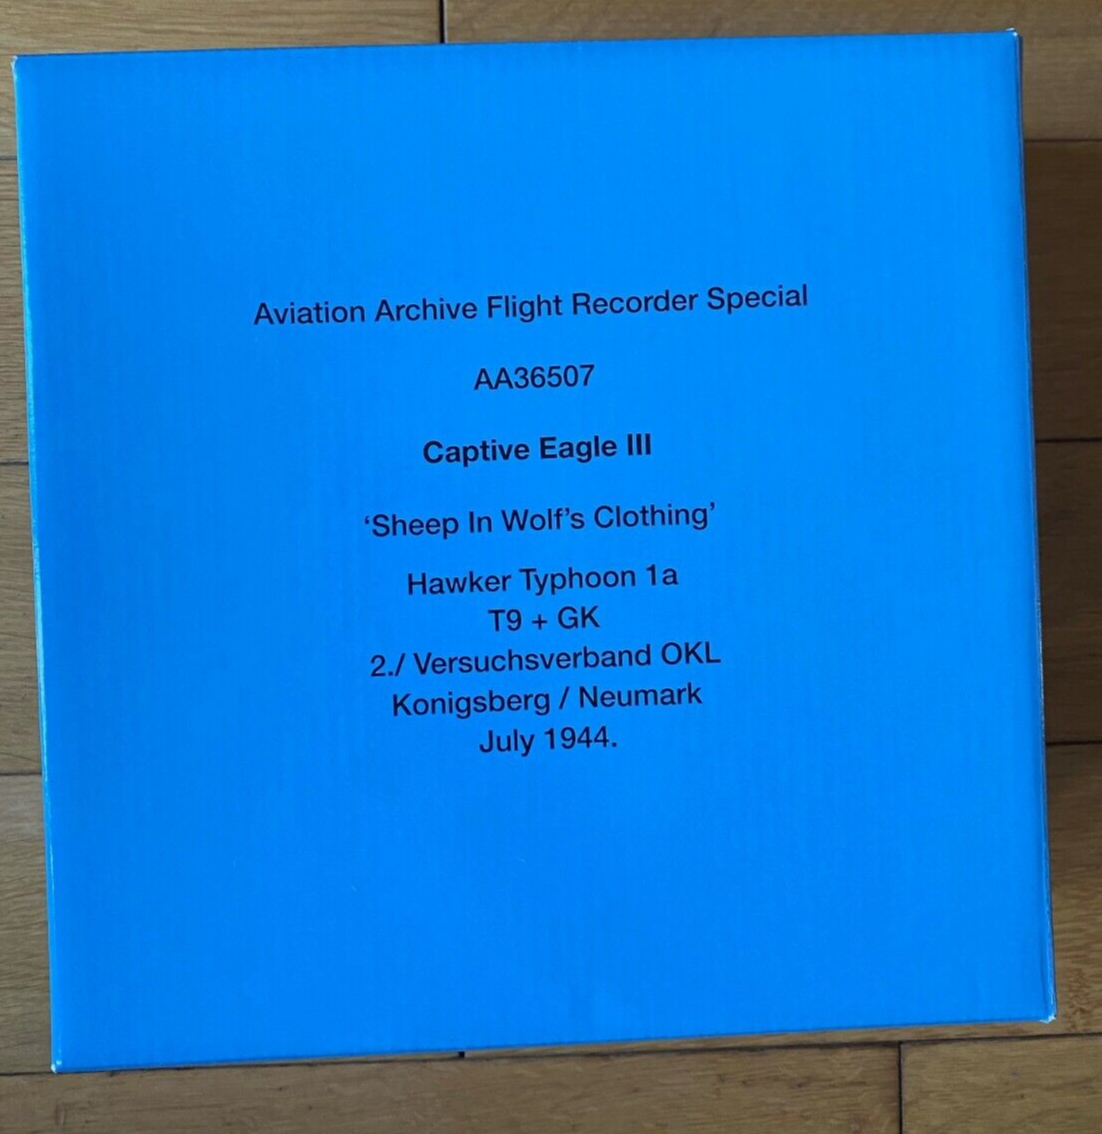 Aviation Archive Flight Recorder Special
AA36507
Captive Eagle III
‘Sheep In Wolf’s Clothing’
Hawker Typhoon 1a
T9 + GK
2./ Versuchsverband OKL
Konigsberg / Neumark
July 1944.